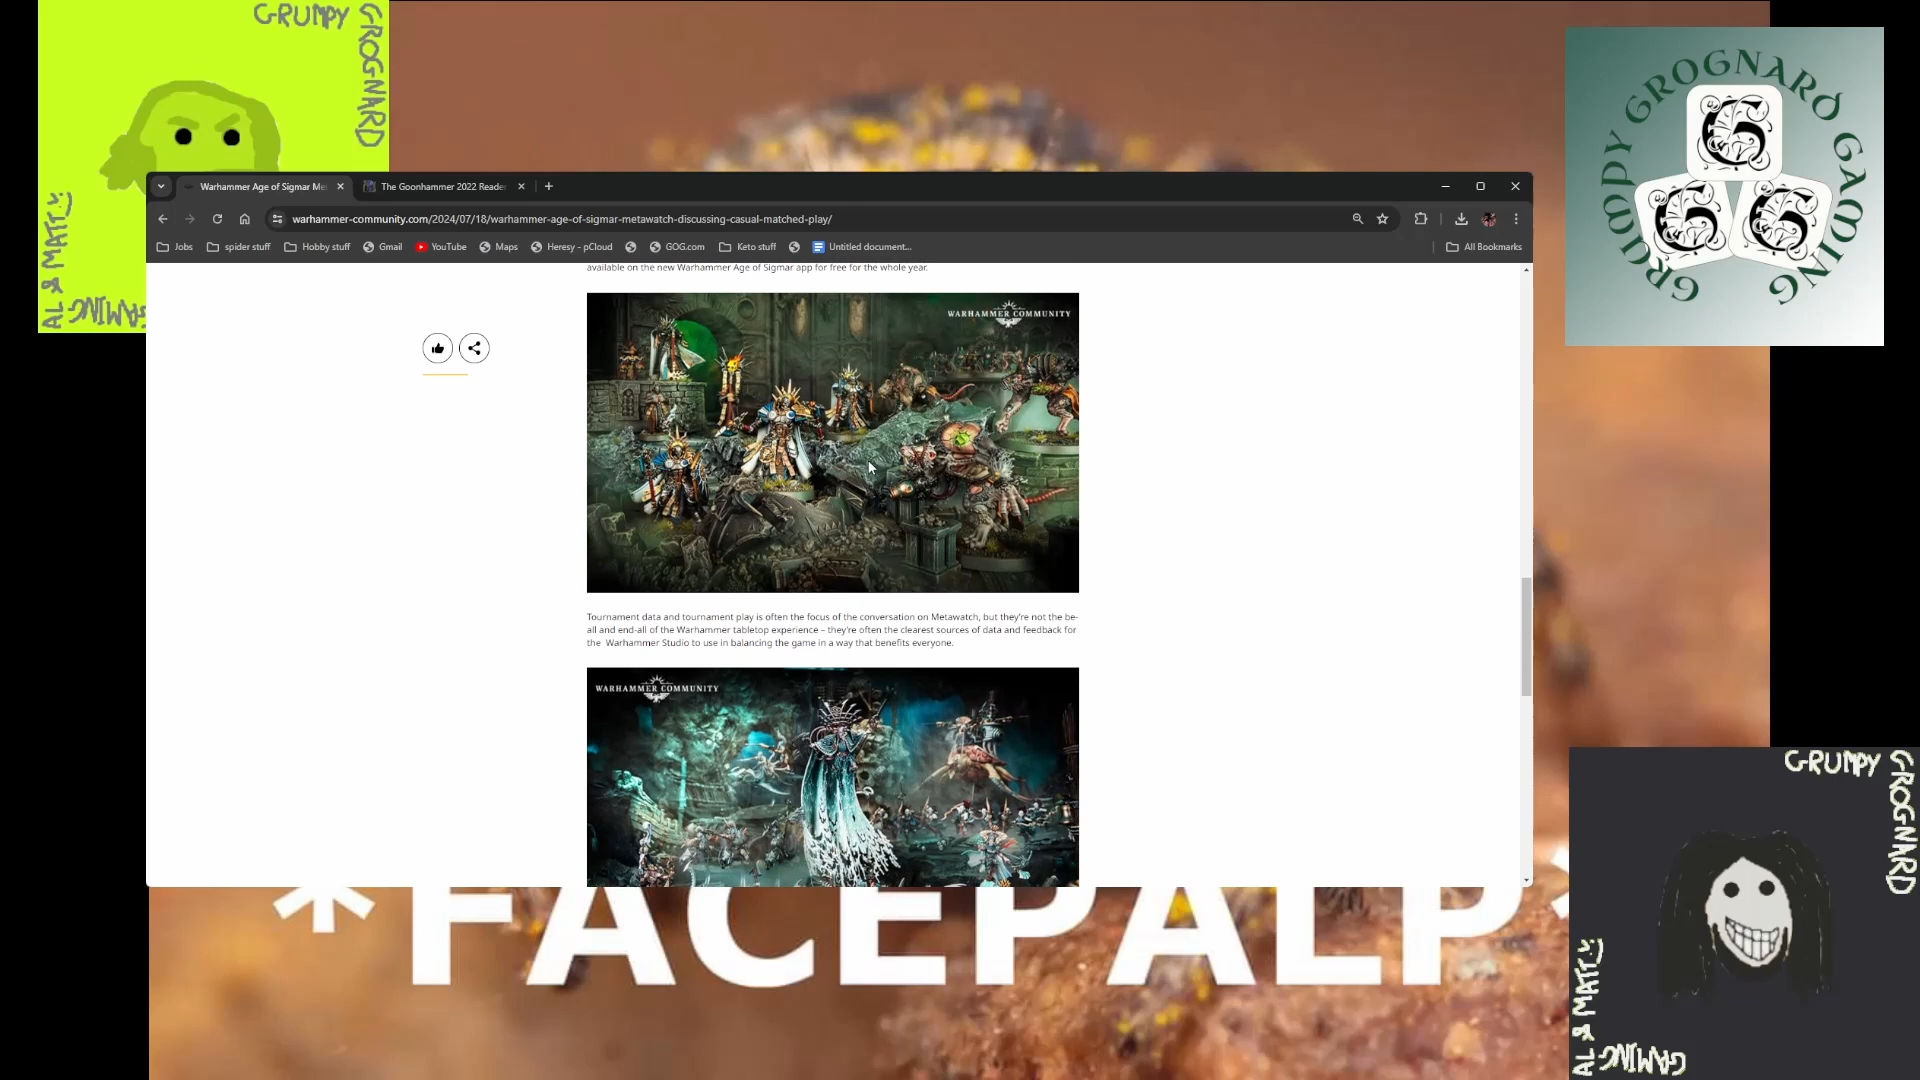 GRUMPY
GROGNARD
GAMING
AL & MATT
GRUMPY GROGNARD GAMING
G
G
G
Warhammer Age of Sigmar Me
The Goonhammer 2022 Reader
warhammer-community.com/2024/07/18/warhammer-age-of-sigmar-metawatch-discussing-casual-matched-play/
Jobs
spider stuff
Hobby stuff
Gmail
YouTube
Maps
Heresy - pCloud
GOG.com
Keto stuff
Untitled document...
All Bookmarks
available on the new Warhammer Age of Sigmar app for free for the whole year.
WARHAMMER COMMUNITY
Tournament data and tournament play is often the focus of the conversation on Metawatch, but they're not the be-
all and end-all of the Warhammer tabletop experience – they're often the clearest sources of data and feedback for
the Warhammer Studio to use in balancing the game in a way that benefits everyone.
WARHAMMER COMMUNITY
*FACEPALP*
GRUMPY
GROGNARD
GAMING
AL & MATT